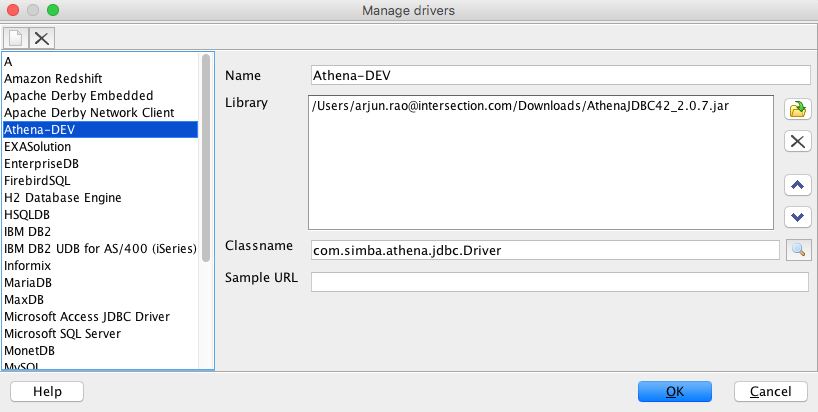 Manage drivers
A
Amazon Redshift
Apache Derby Embedded
Apache Derby Network Client
Athena-DEV
EXASolution
EnterpriseDB
FirebirdSQL
H2 Database Engine
HSQLDB
IBM DB2
IBM DB2 UDB for AS/400 (iSeries)
Informix
MariaDB
MaxDB
Microsoft Access JDBC Driver
Microsoft SQL Server
MonetDB
MySQL
Name
Athena-DEV
Library
/Users/arjun.rao@intersection.com/Downloads/AthenaJDBC42_2.0.7.jar
Classname
com.simba.athena.jdbc.Driver
Sample URL
Help
OK
Cancel